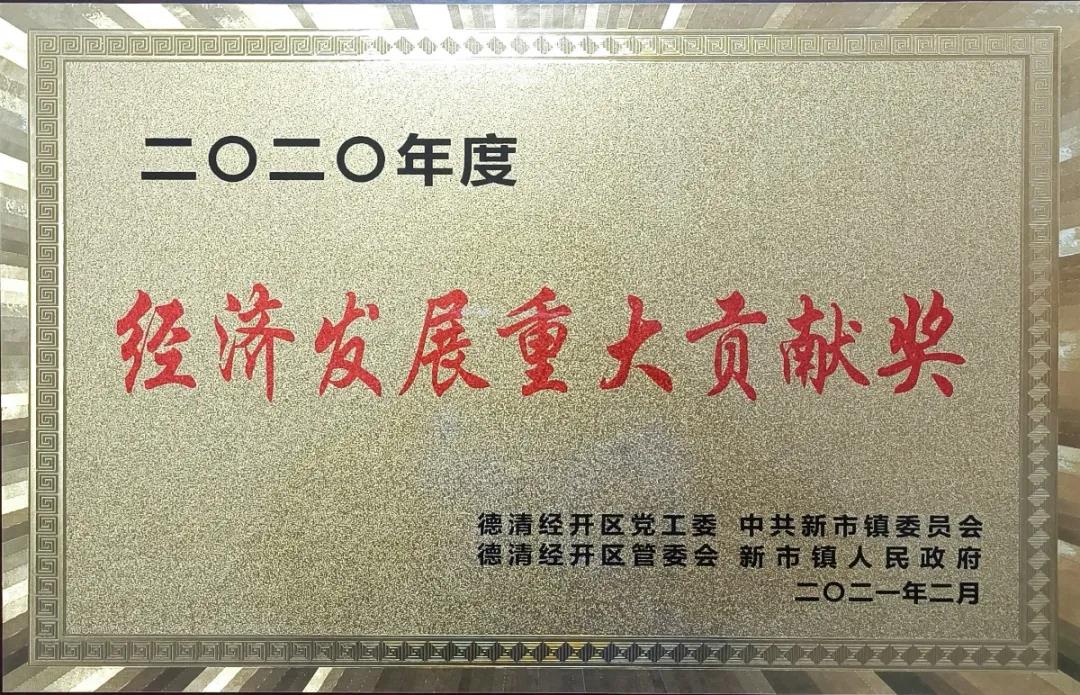 二〇二〇年度
经济发展重大贡献奖
德清经开区党工委 中共新市镇委员会
德清经开区管委会 新市镇人民政府
二〇二一年二月